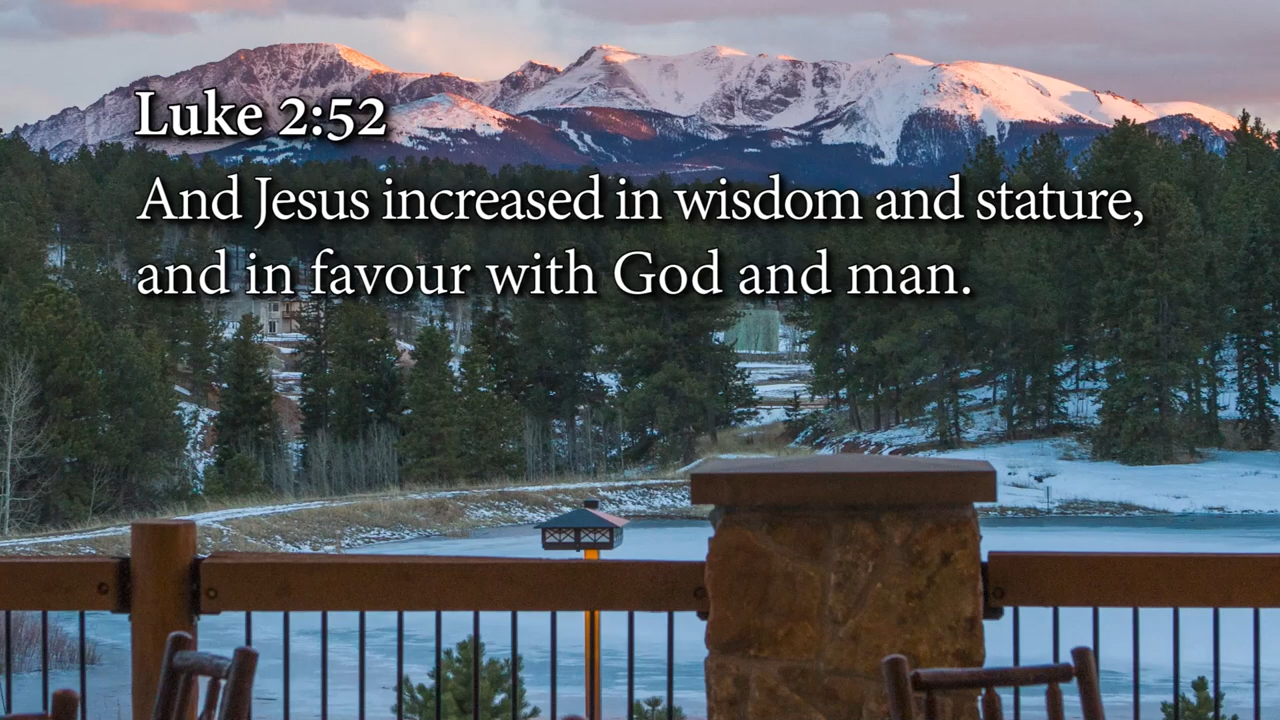 Luke 2:52
And Jesus increased in wisdom and stature,
and in favour with God and man.